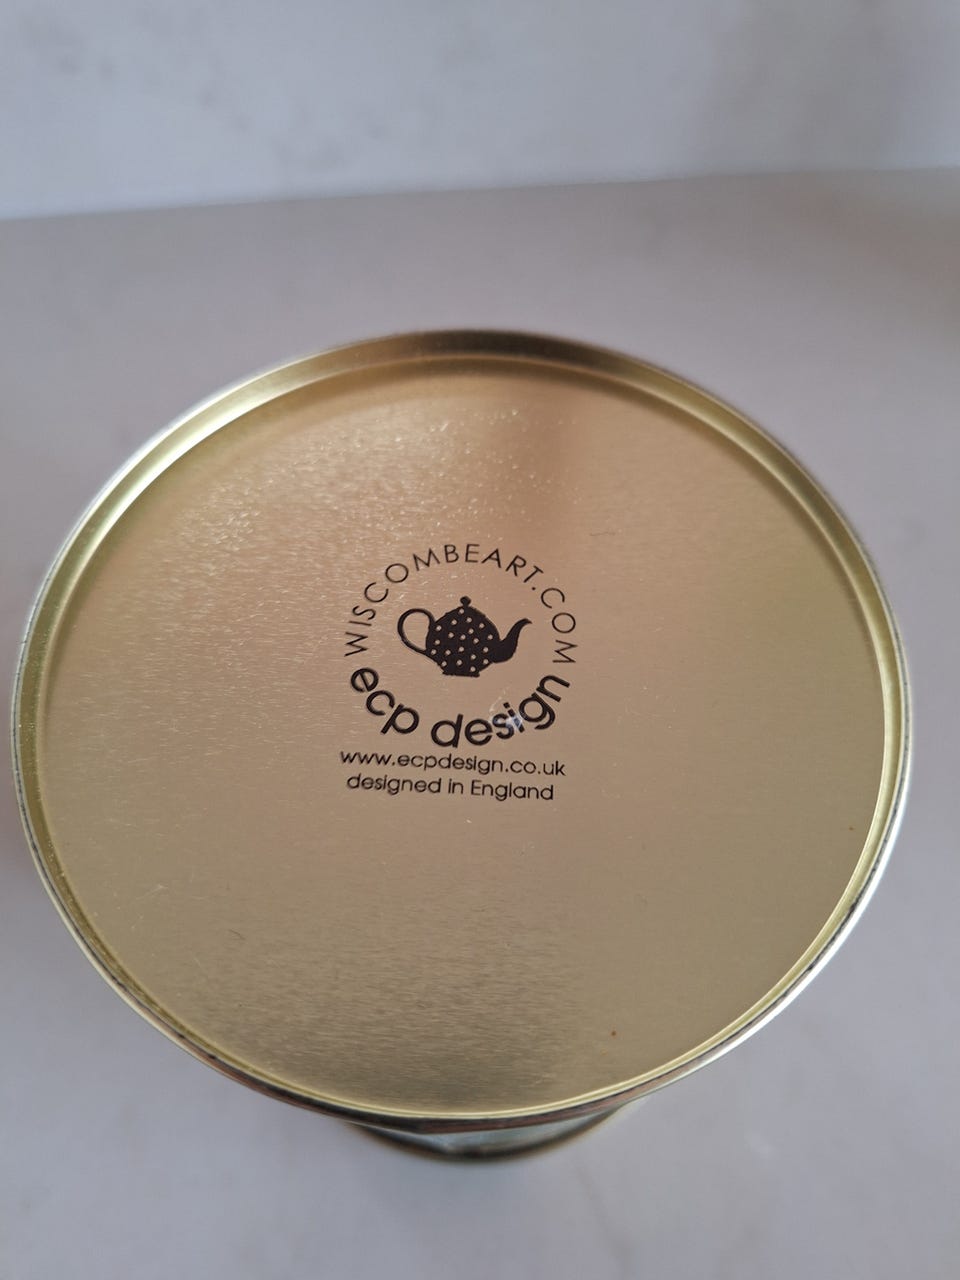 WISCOMBEART.COM
ecp design
www.ecpdesign.co.uk
designed in England